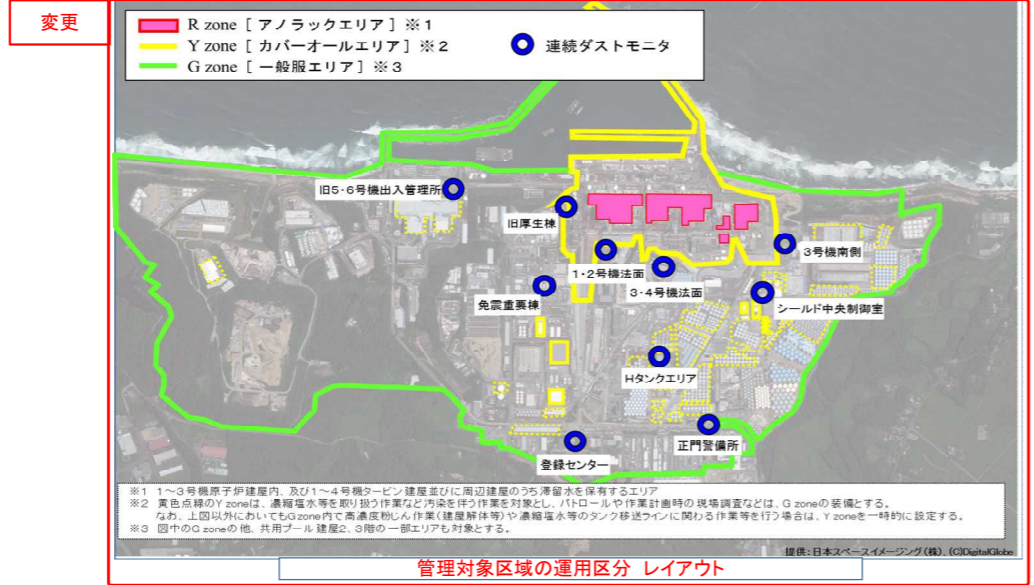 変更
R zone [ アノラックエリア ] ※1
Y zone [ カバーオールエリア ] ※2
G zone [ 一般服エリア ] ※3
連続ダストモニタ
旧5・6号機出入管理所
旧厚生棟
3号機南側
1・2号機法面
3・4号機法面
免震重要棟
シールド中央制御室
Hタンクエリア
正門警備所
登録センター
※1 1～3号機原子炉建屋内、及び1～4号機タービン建屋並びに周辺建屋のうち滞留水を保有するエリア
※2 黄色点線のY zoneは、濃縮塩水等を取り扱う作業など汚染を伴う作業を対象とし、パトロールや作業計画時の現場調査などは、G zoneの装備とする。
なお、上図以外においてもG zone内で高濃度粉じん作業(建屋解体等)や濃縮塩水等のタンク移送ラインに関わる作業等を行う場合は、Y zoneを一時的に設定する。
※3 図中のG zoneの他、共用プール建屋2、3階の一部エリアも対象とする。
提供:日本スペースイメージング(株)、(C)DigitalGlobe
管理対象区域の運用区分 レイアウト